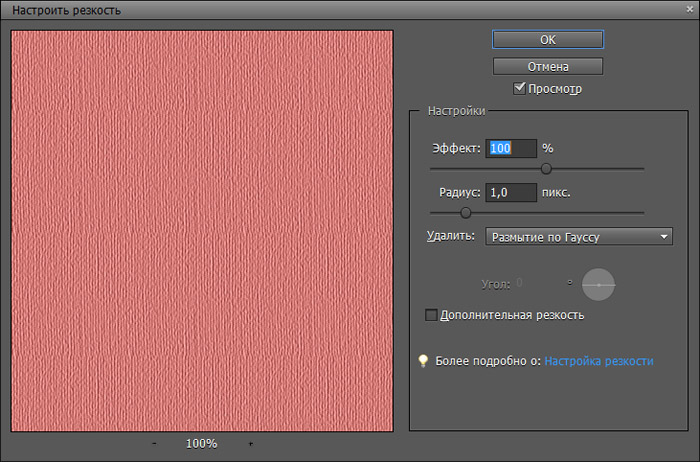 Настроить резкость
ОК
Отмена
Просмотр
Настройки
Эффект: 100 %
Радиус: 1,0 пикс.
Удалить: Размытие по Гауссу
Угол: 0 °
Дополнительная резкость
Более подробно о: Настройка резкости
- 100% +